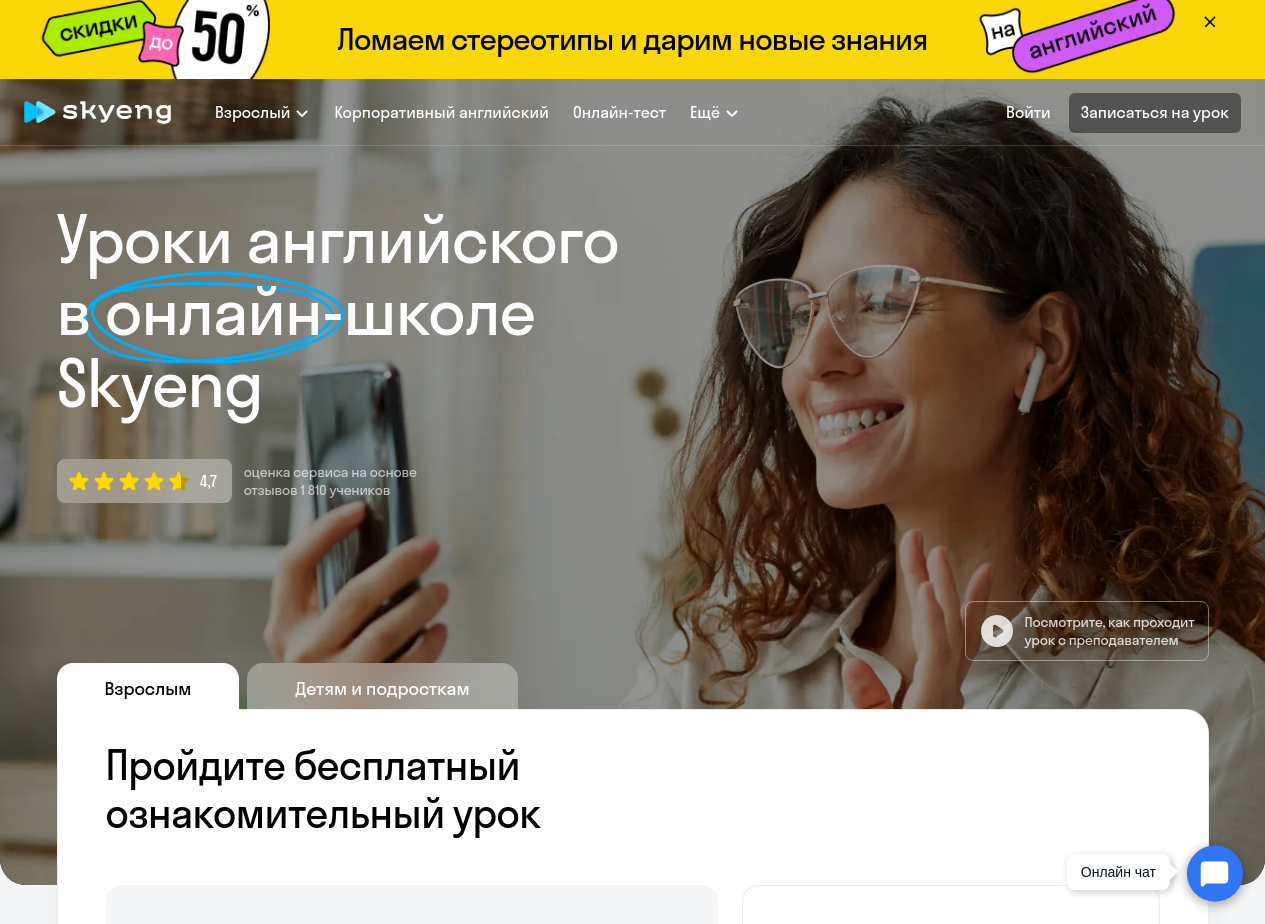 скидки
до
50%
Ломаем стереотипы и дарим новые знания
на
английский
skyeng
Взрослый
Корпоративный английский
Онлайн-тест
Ещё
Войти
Записаться на урок
Уроки английского
в онлайн-школе
Skyeng
4,7
оценка сервиса на основе
отзывов 1 810 учеников
Посмотрите, как проходит
урок с преподавателем
Взрослым
Детям и подросткам
Пройдите бесплатный
ознакомительный урок
Онлайн чат